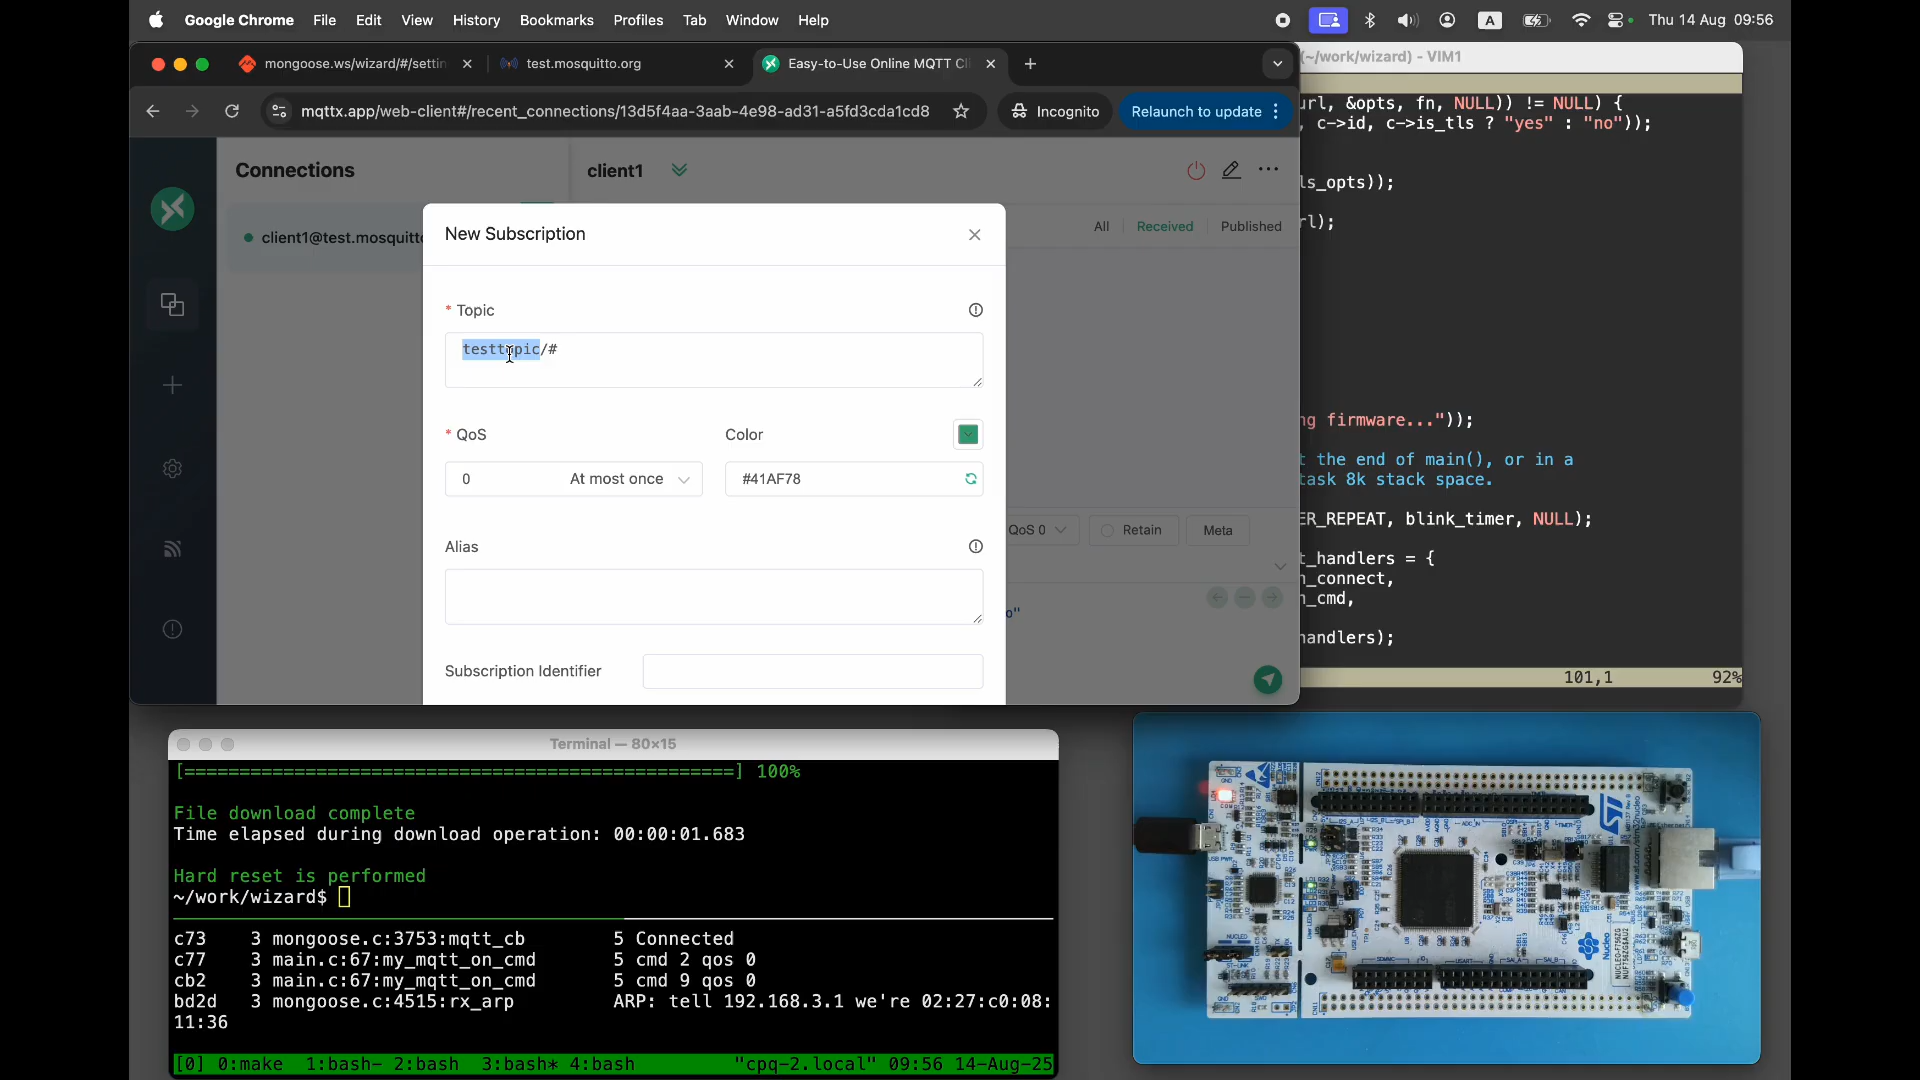 Google Chrome File Edit View History Bookmarks Profiles Tab Window Help
A Thu 14 Aug 09:56
mongoose.ws/wizard/#/settin
test.mosquitto.org
Easy-to-Use Online MQTT Cli
(~/work/wizard) - VIM1
mqttx.app/web-client#/recent_connections/13d5f4aa-3aab-4e98-ad31-a5fd3cda1cd8
Incognito
Relaunch to update
url, &opts, fn, NULL)) != NULL) {
, c->id, c->is_tls ? "yes" : "no"));
ls_opts));
rl);
Connections
client1
client1@test.mosquitto
All
Received
Published
New Subscription
* Topic
testtopic/#
* QoS
Color
0 At most once
#41AF78
Alias
Subscription Identifier
QoS 0
Retain
Meta
o"
ng firmware..."));
t the end of main(), or in a
task 8k stack space.
ER_REPEAT, blink_timer, NULL);
t_handlers = {
n_connect,
n_cmd,
handlers);
101,1 92%
Terminal — 80×15
[=====================================================] 100%
File download complete
Time elapsed during download operation: 00:00:01.683
Hard reset is performed
~/work/wizard$
c73 3 mongoose.c:3753:mqtt_cb 5 Connected
c77 3 main.c:67:my_mqtt_on_cmd 5 cmd 2 qos 0
cb2 3 main.c:67:my_mqtt_on_cmd 5 cmd 9 qos 0
bd2d 3 mongoose.c:4515:rx_arp ARP: tell 192.168.3.1 we're 02:27:c0:08:
11:36
[0] 0:make 1:bash- 2:bash 3:bash* 4:bash "cpq-2.local" 09:56 14-Aug-25